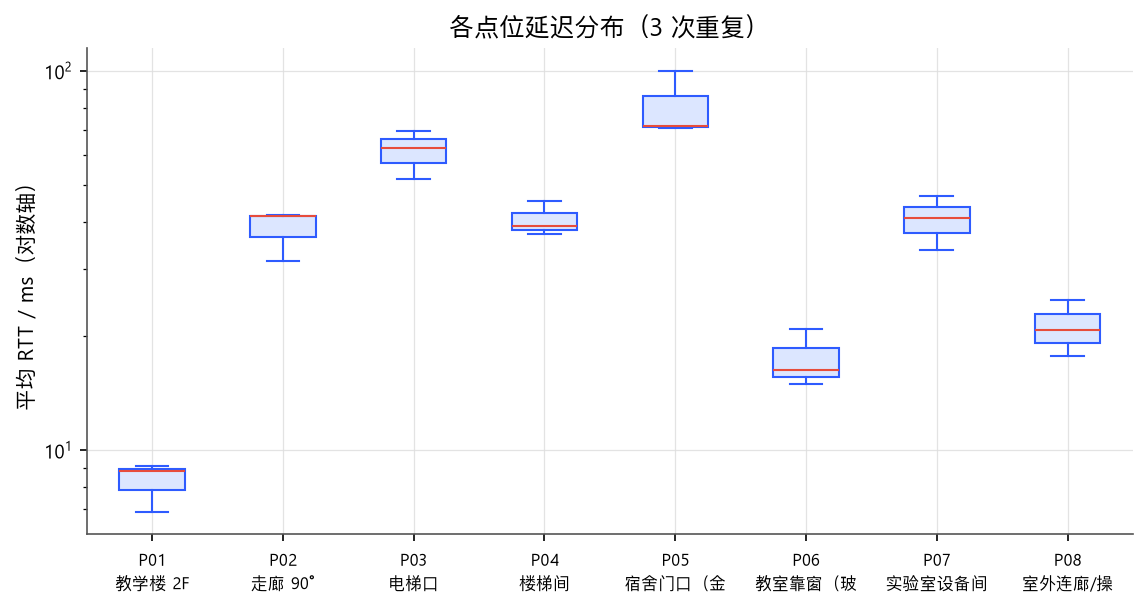 各点位延迟分布（3 次重复）
平均 RTT / ms（对数轴）
10²
10¹
P01 P02 P03 P04 P05 P06 P07 P08
教学楼 2F 走廊 90° 电梯口 楼梯间 宿舍门口（金 教室靠窗（玻 实验室设备间 室外连廊/操